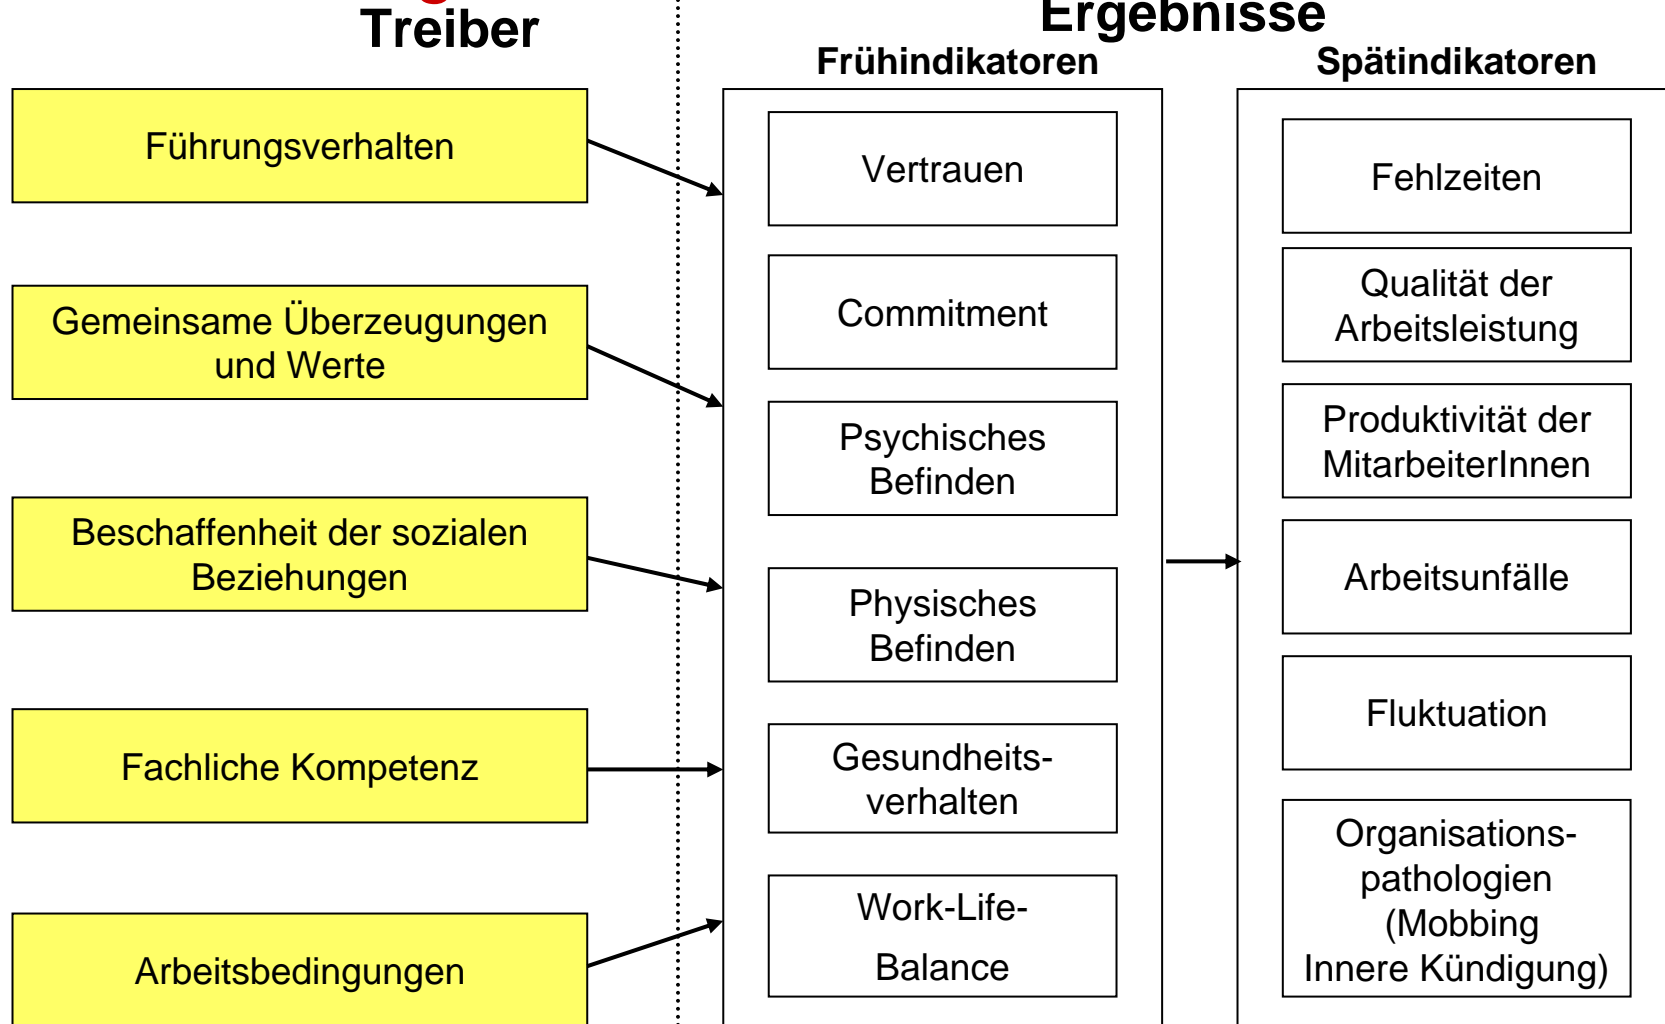 Treiber
Ergebnisse
Frühindikatoren
Spätindikatoren
Führungsverhalten
Gemeinsame Überzeugungen
und Werte
Beschaffenheit der sozialen
Beziehungen
Fachliche Kompetenz
Arbeitsbedingungen
Vertrauen
Commitment
Psychisches
Befinden
Physisches
Befinden
Gesundheits-
verhalten
Work-Life-
Balance
Fehlzeiten
Qualität der
Arbeitsleistung
Produktivität der
MitarbeiterInnen
Arbeitsunfälle
Fluktuation
Organisations-
pathologien
(Mobbing
Innere Kündigung)